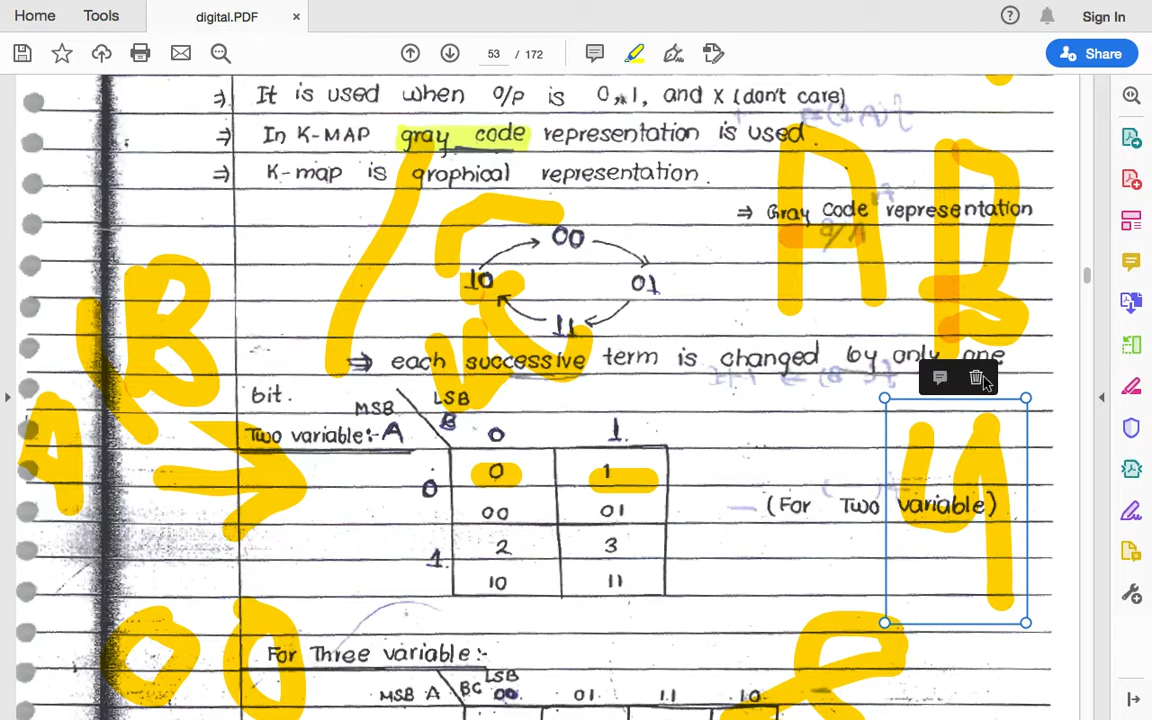 Home Tools digital.PDF × Sign In
53 / 172 Share
⇒ It is used when O/P is 0, 1, and X (don't care)
⇒ In K-MAP gray code representation is used.
⇒ K-map is graphical representation.
⇒ Gray Code representation
00
10 01
11
⇒ each successive term is changed by only one
bit.
MSB LSB
Two variable:- A B 0 1
0 0 1
00 01
(For Two variable)
1 2 3
10 11
For Three variable:-
MSB A BC LSB 00 01 11 10
A B
A B
00
4